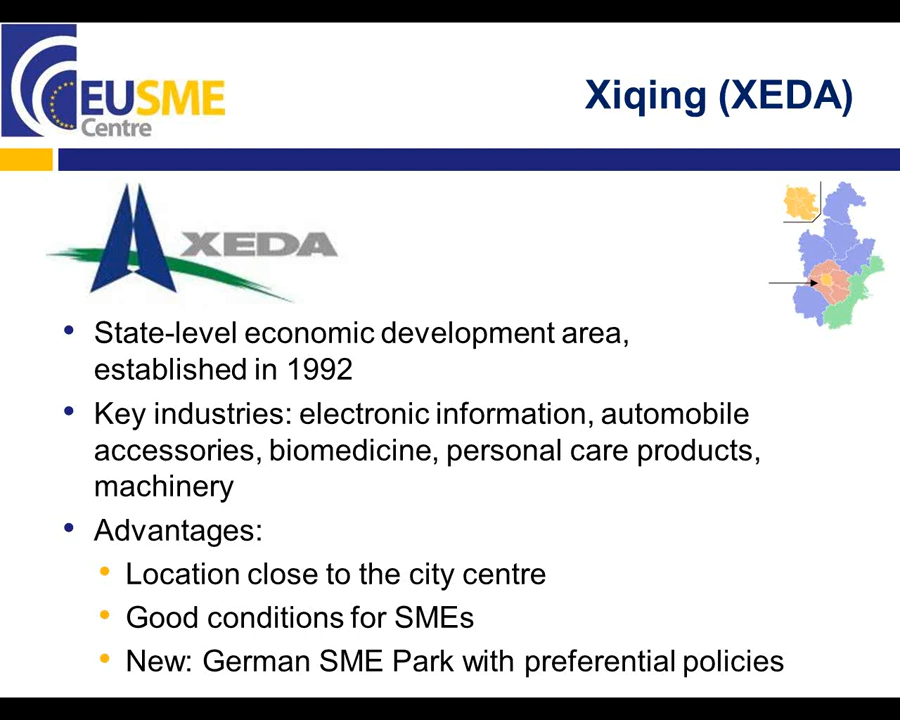 EUSME
Centre
Xiqing (XEDA)
XEDA
• State-level economic development area,
established in 1992
• Key industries: electronic information, automobile
accessories, biomedicine, personal care products,
machinery
• Advantages:
• Location close to the city centre
• Good conditions for SMEs
• New: German SME Park with preferential policies